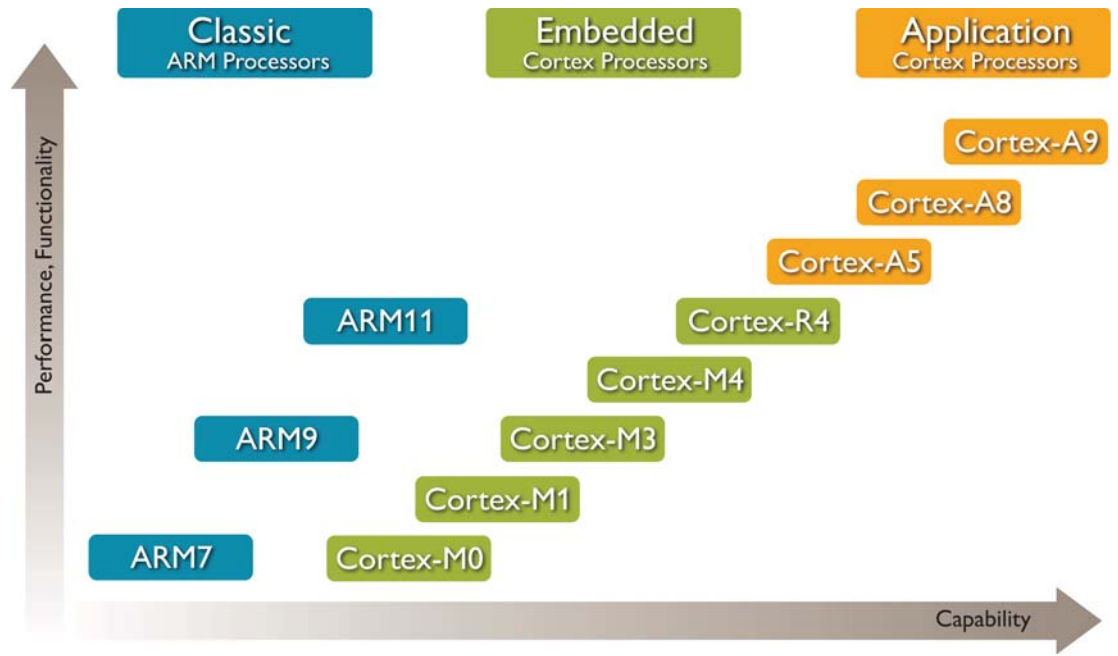 Classic
ARM Processors
Embedded
Cortex Processors
Application
Cortex Processors
Performance, Functionality
Cortex-A9
Cortex-A8
Cortex-A5
ARM11
Cortex-R4
Cortex-M4
ARM9
Cortex-M3
Cortex-M1
ARM7
Cortex-M0
Capability